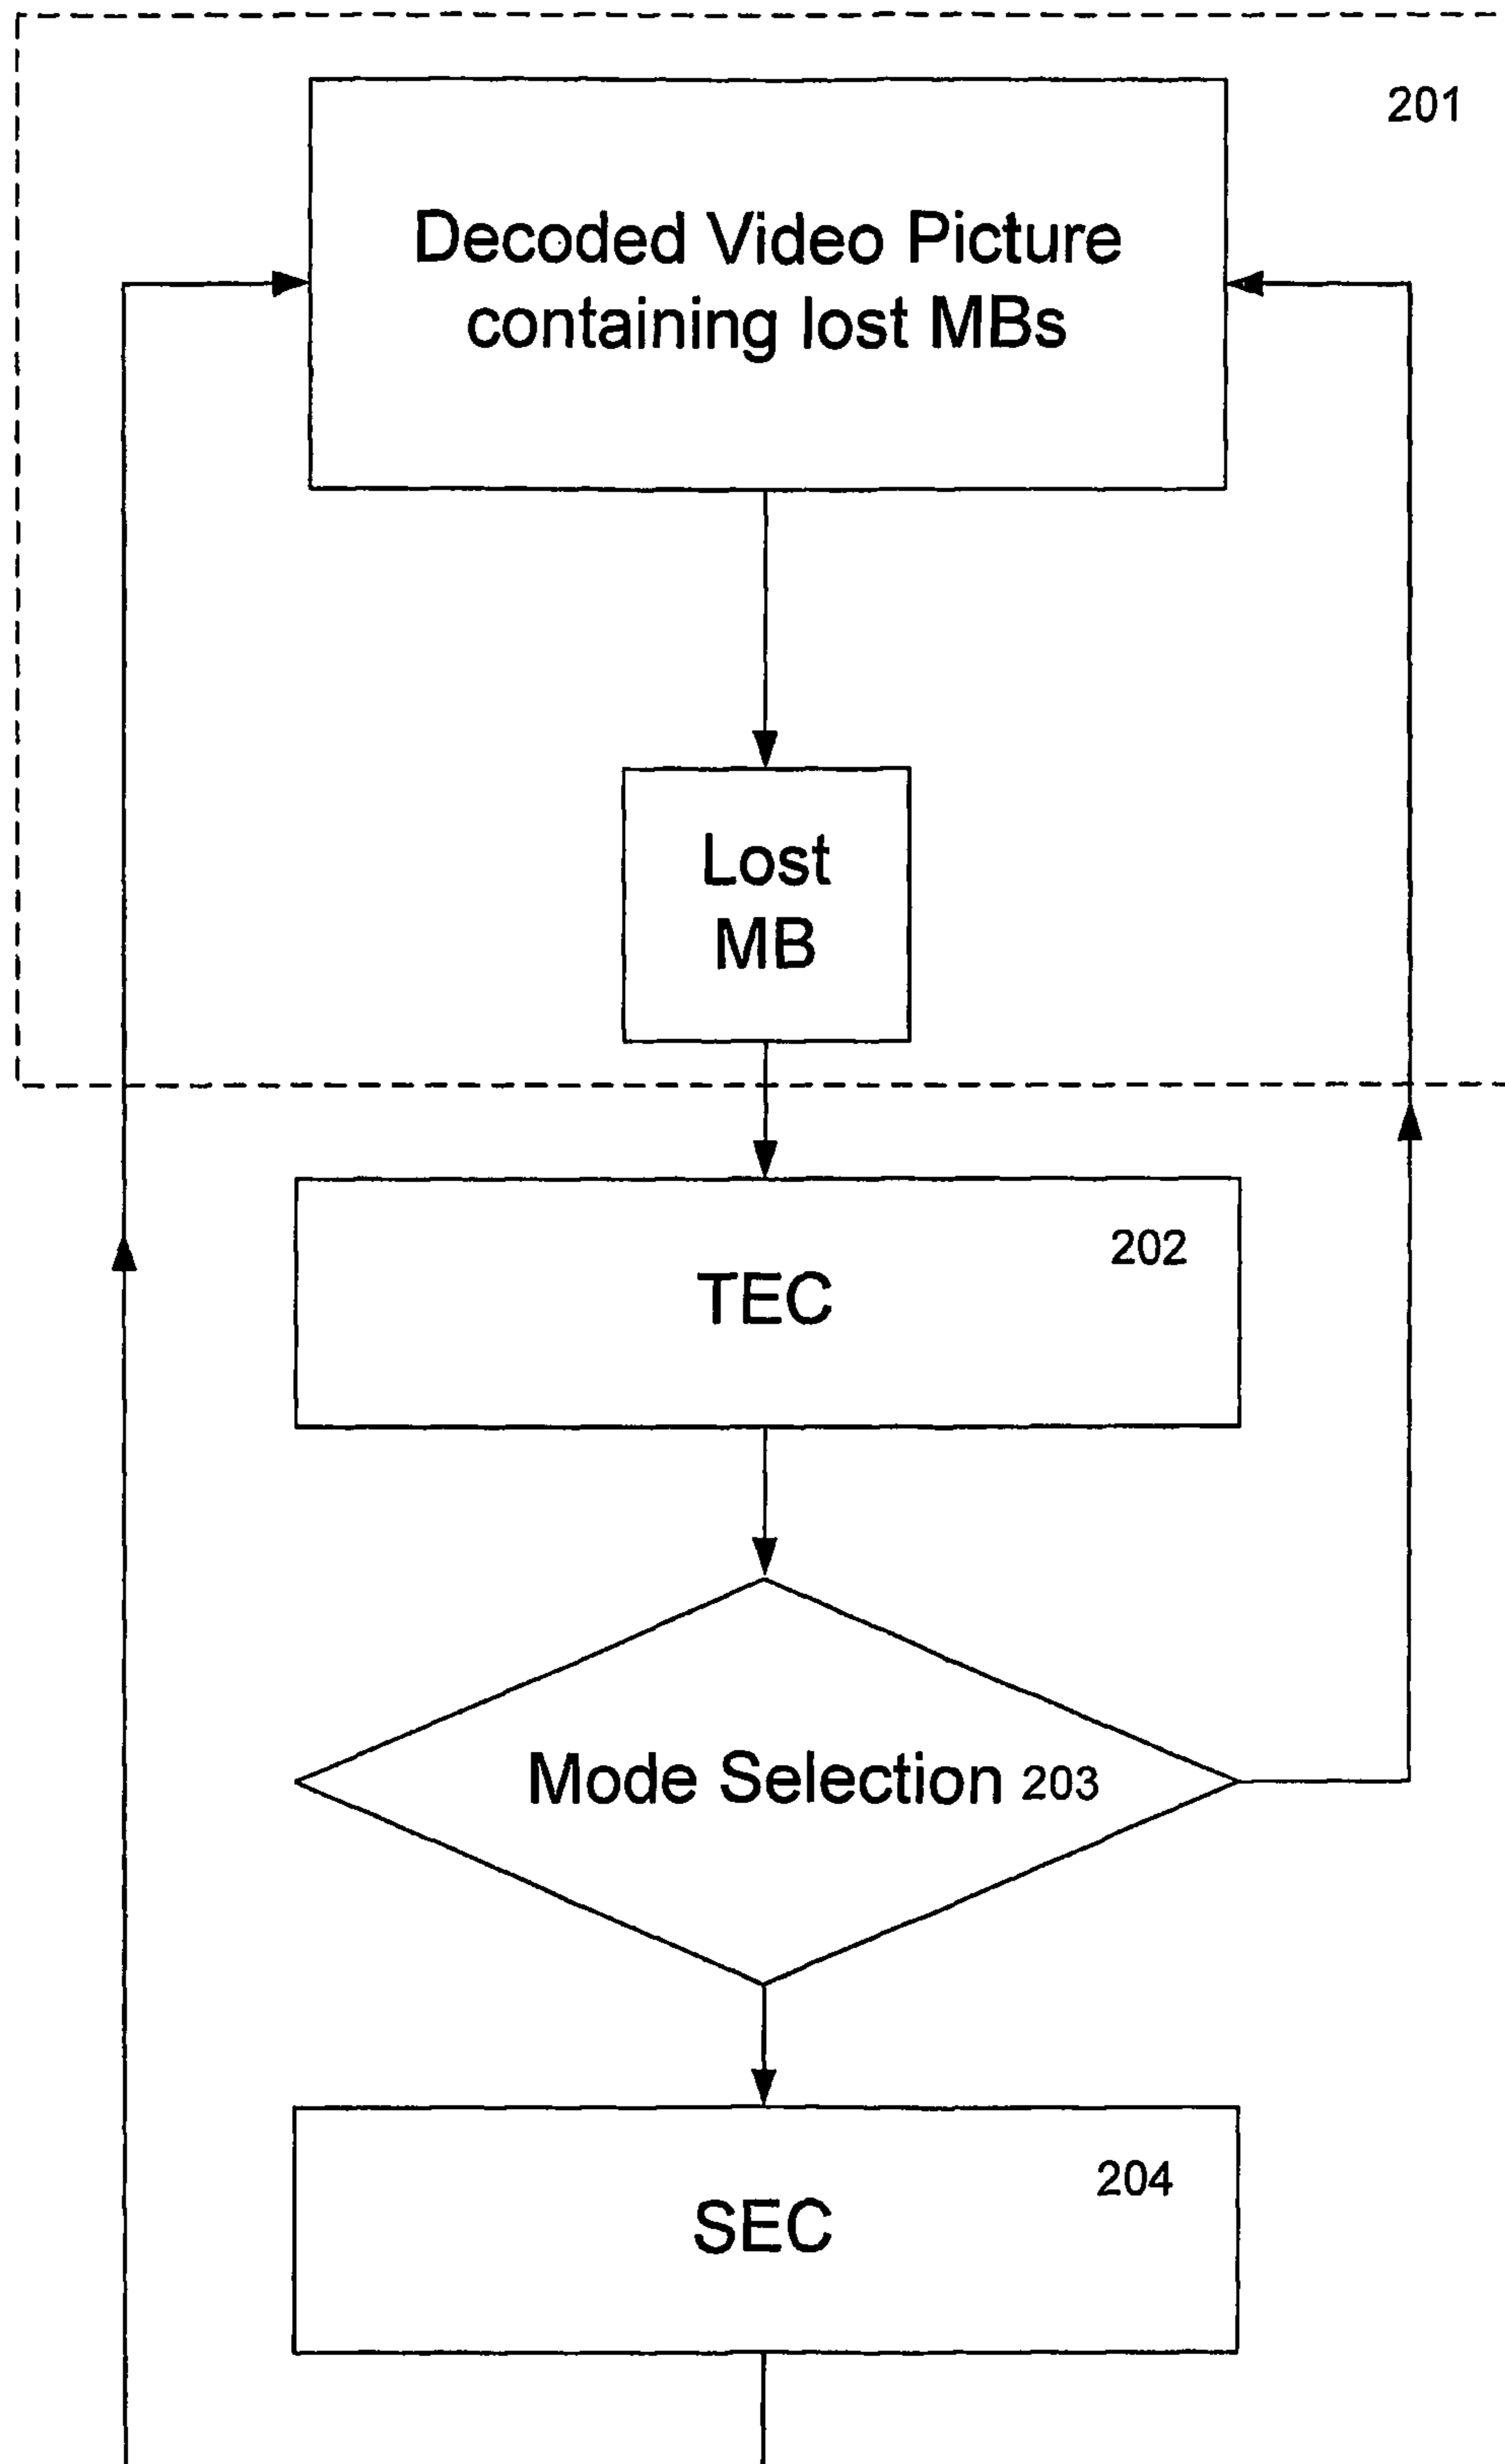 201
Decoded Video Picture
containing lost MBs
Lost
MB
202
TEC
Mode Selection 203
204
SEC